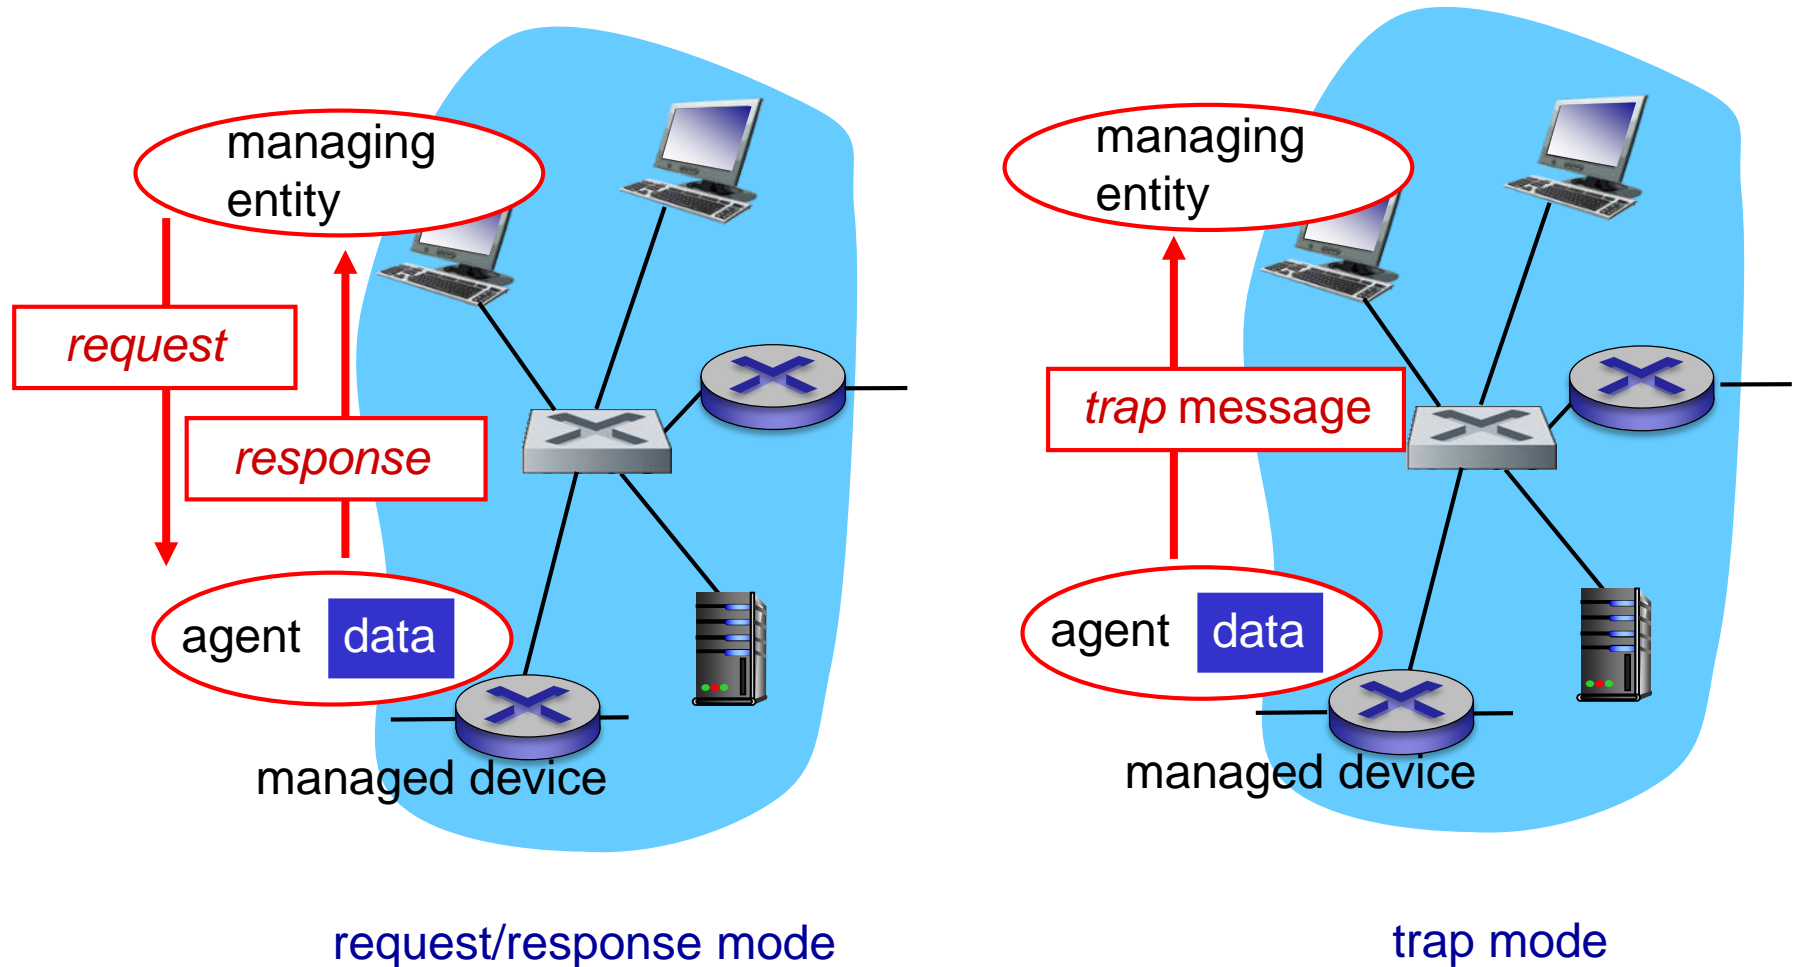 managing
entity
request
response
agent data
managed device
request/response mode
managing
entity
trap message
agent data
managed device
trap mode